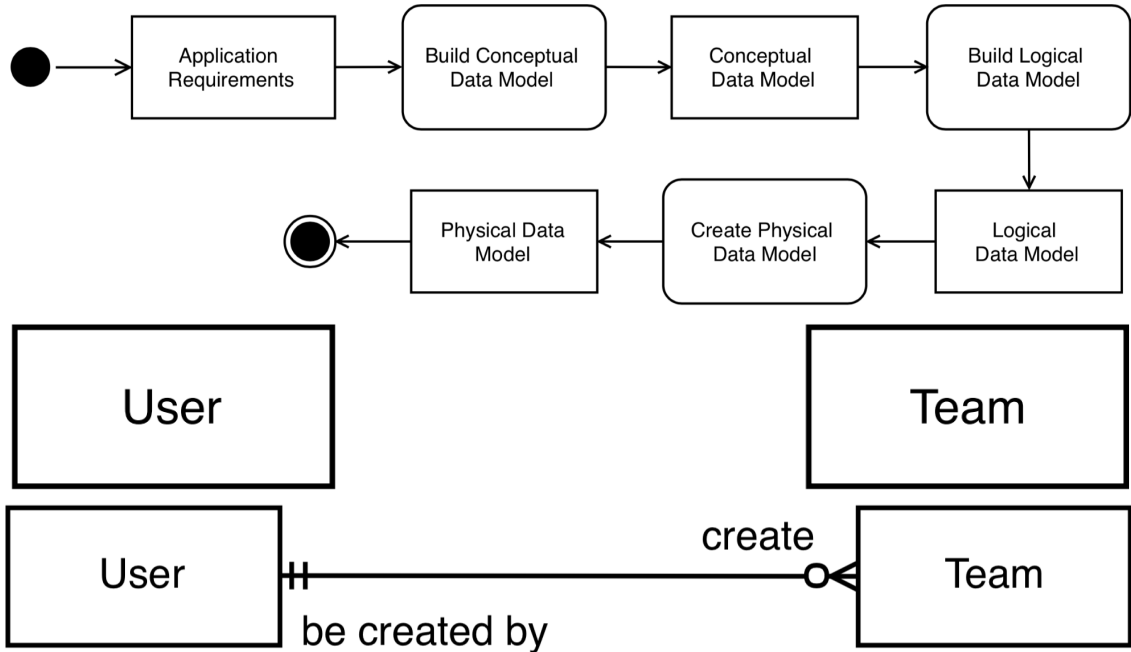 Application
Requirements
Build Conceptual
Data Model
Conceptual
Data Model
Build Logical
Data Model
Physical Data
Model
Create Physical
Data Model
Logical
Data Model
User
Team
User
create
Team
be created by